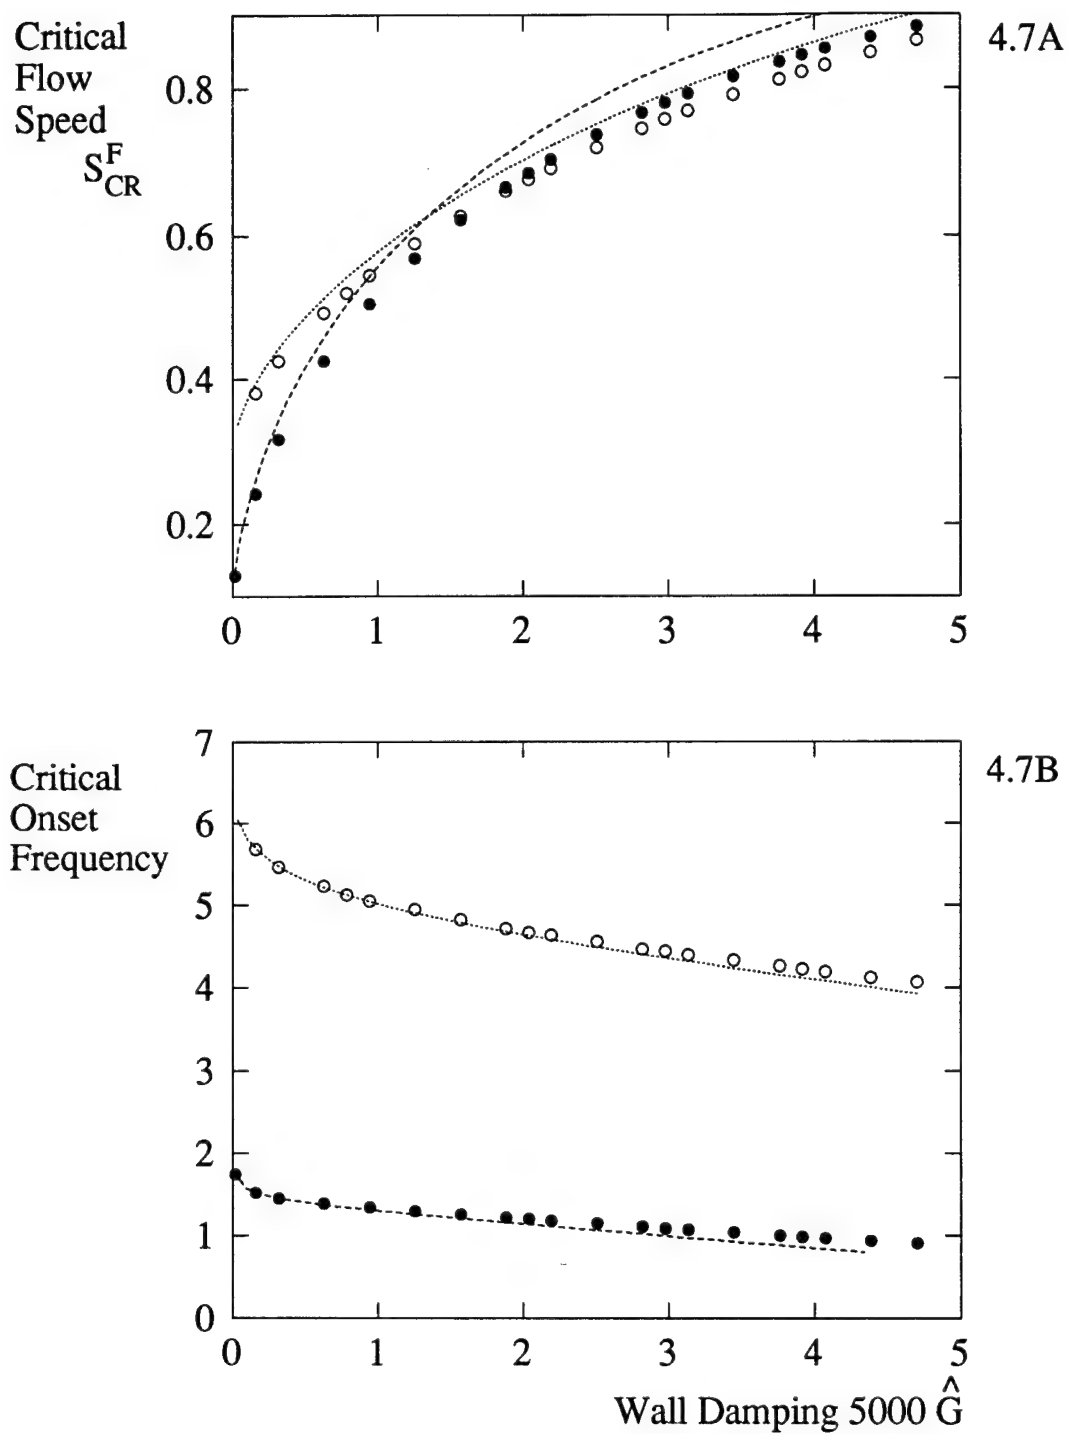 Critical
Flow
Speed
S^F_CR
4.7A
0.8
0.6
0.4
0.2
0 1 2 3 4 5
Critical
Onset
Frequency
4.7B
7
6
5
4
3
2
1
0
0 1 2 3 4 5
Wall Damping 5000 Ĝ